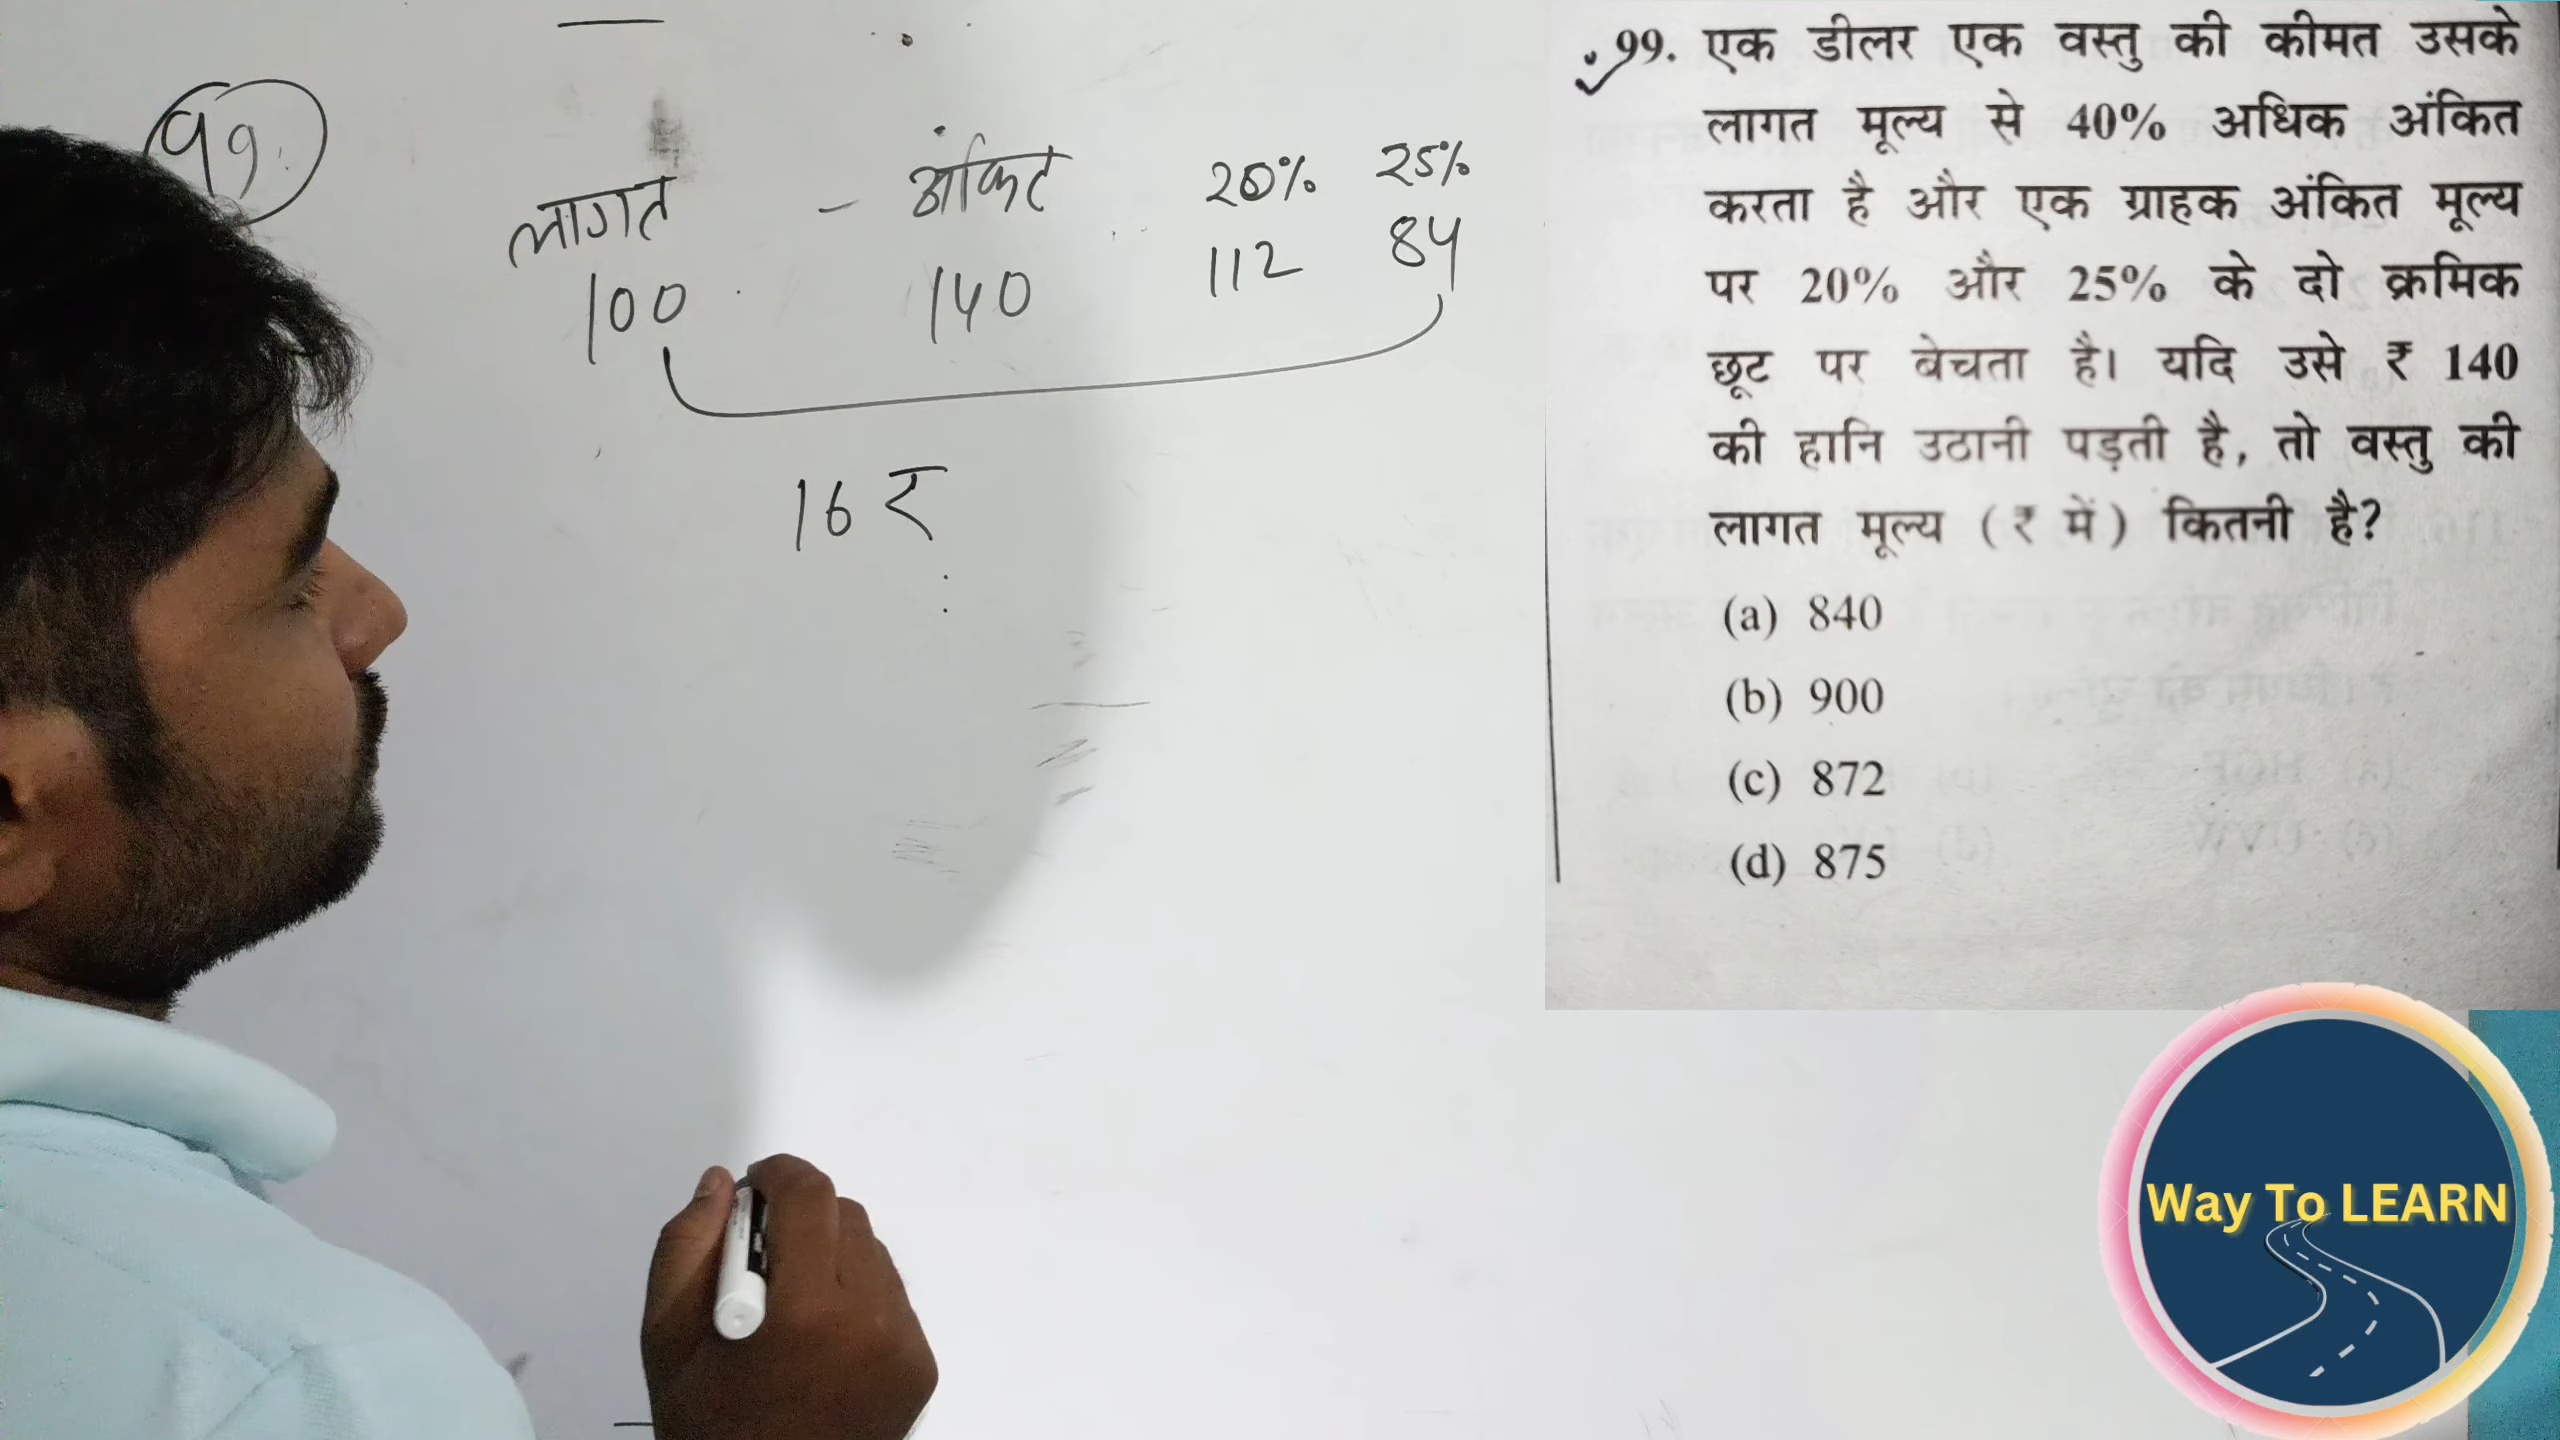 99.
लागत - अंकित 20% 25%
100 140 112 84
16 र
99. एक डीलर एक वस्तु की कीमत उसके
लागत मूल्य से 40% अधिक अंकित
करता है और एक ग्राहक अंकित मूल्य
पर 20% और 25% के दो क्रमिक
छूट पर बेचता है। यदि उसे ₹ 140
की हानि उठानी पड़ती है, तो वस्तु की
लागत मूल्य (₹ में) कितनी है?
(a) 840
(b) 900
(c) 872
(d) 875
Way To LEARN